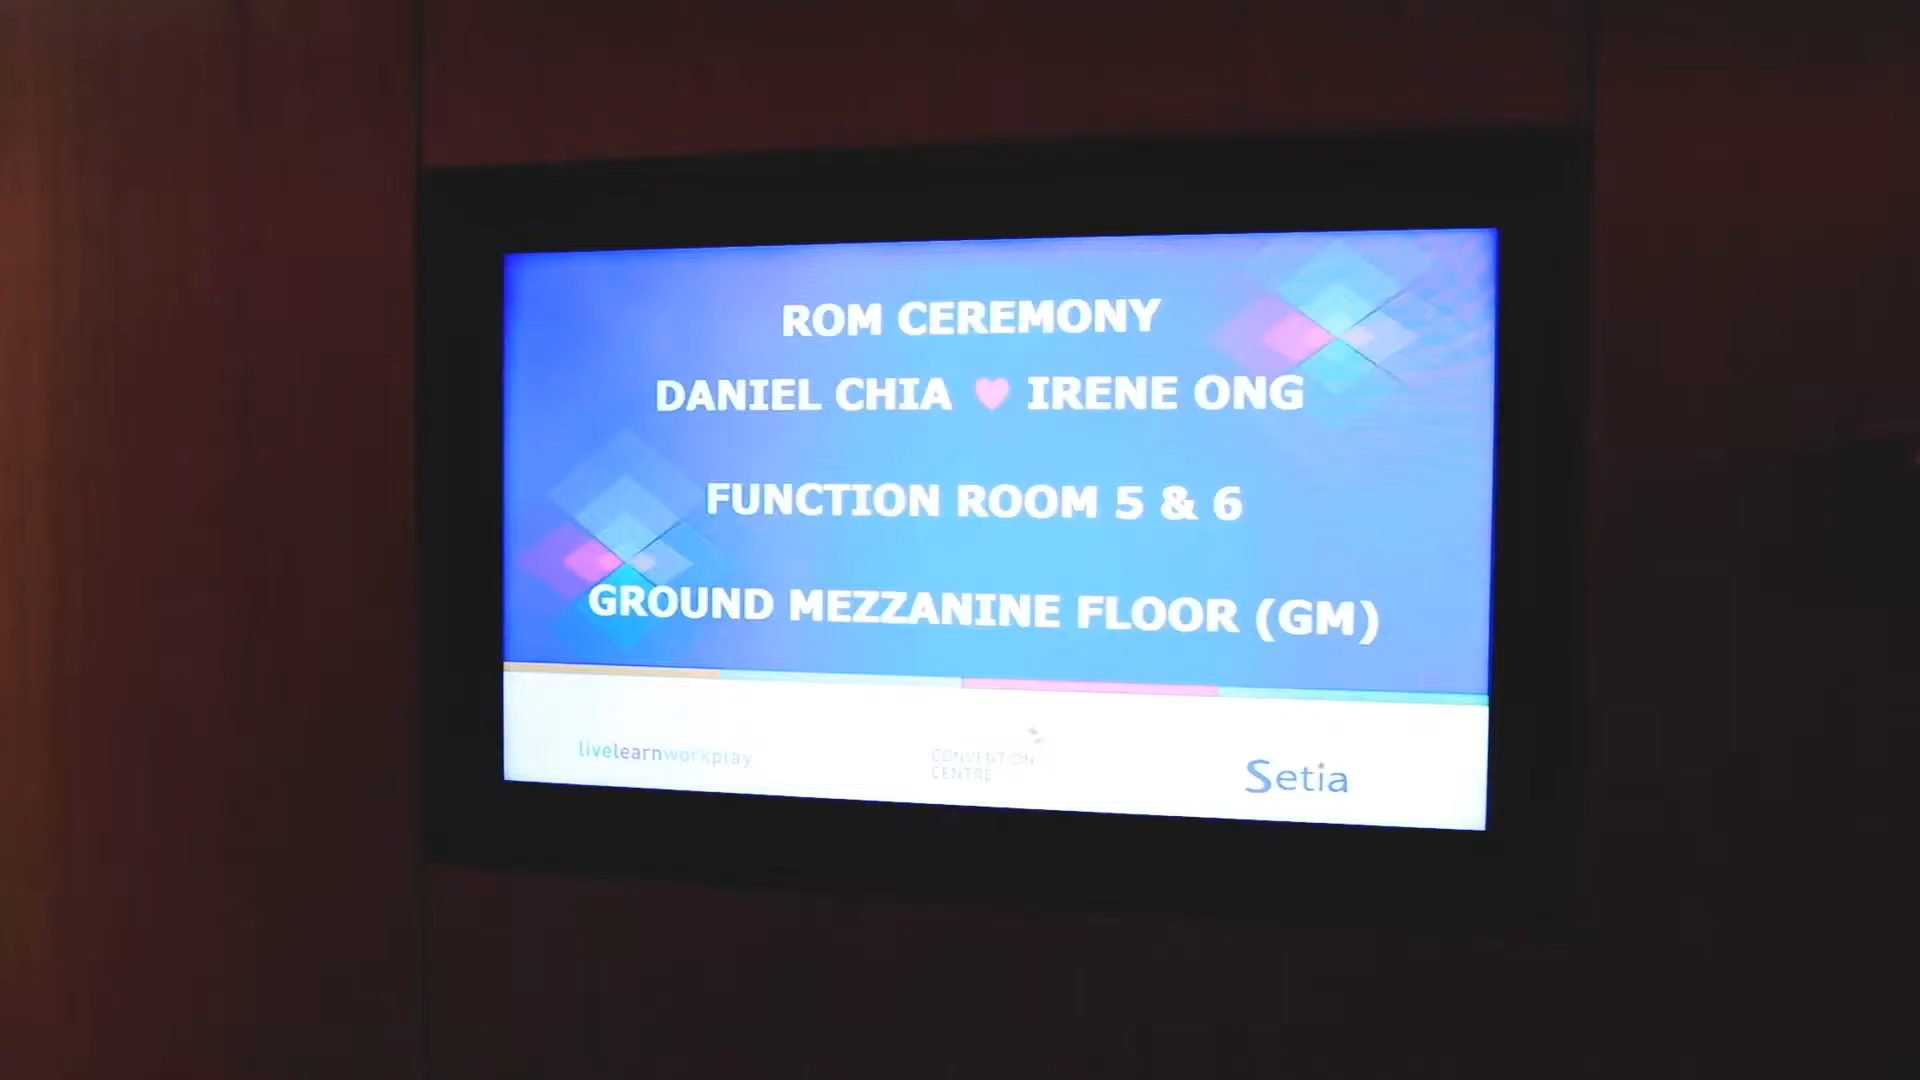 ROM CEREMONY
DANIEL CHIA 🩷 IRENE ONG
FUNCTION ROOM 5 & 6
GROUND MEZZANINE FLOOR (GM)
livelearnworkplay
CONVENTION
CENTRE
Setia